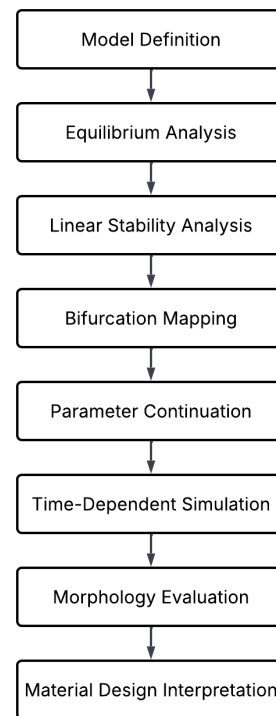 Model Definition
Equilibrium Analysis
Linear Stability Analysis
Bifurcation Mapping
Parameter Continuation
Time-Dependent Simulation
Morphology Evaluation
Material Design Interpretation